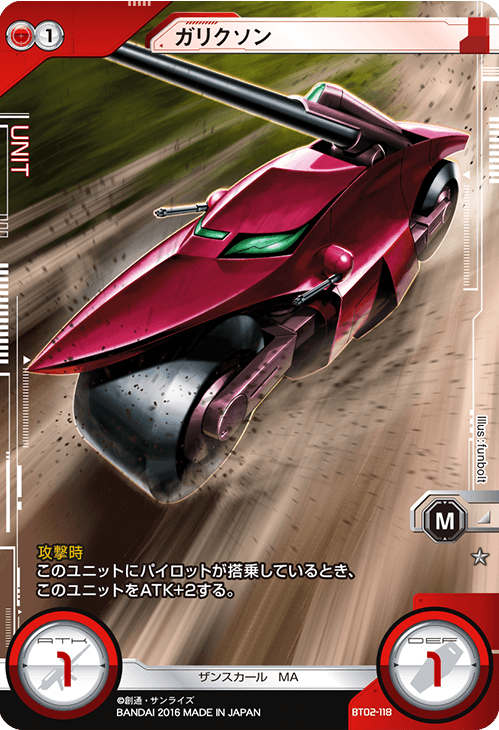 1
ガリクソン
UNIT
Illus:funbolt
M
攻撃時
このユニットにパイロットが搭乗しているとき、
このユニットをATK+2する。
ATK
1
DEF
1
ザンスカール MA
©創通・サンライズ
BANDAI 2016 MADE IN JAPAN
BT02-118